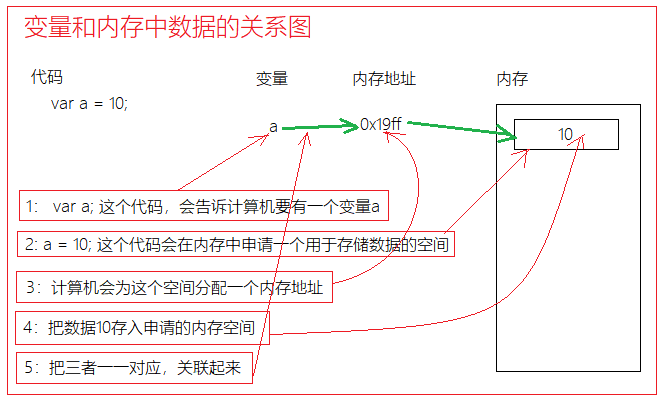 变量和内存中数据的关系图
代码
变量
内存地址
内存
var a = 10;
a
0x19ff
10
1： var a; 这个代码，会告诉计算机要有一个变量a
2: a = 10; 这个代码会在内存中申请一个用于存储数据的空间
3：计算机会为这个空间分配一个内存地址
4：把数据10存入申请的内存空间
5：把三者一一对应，关联起来